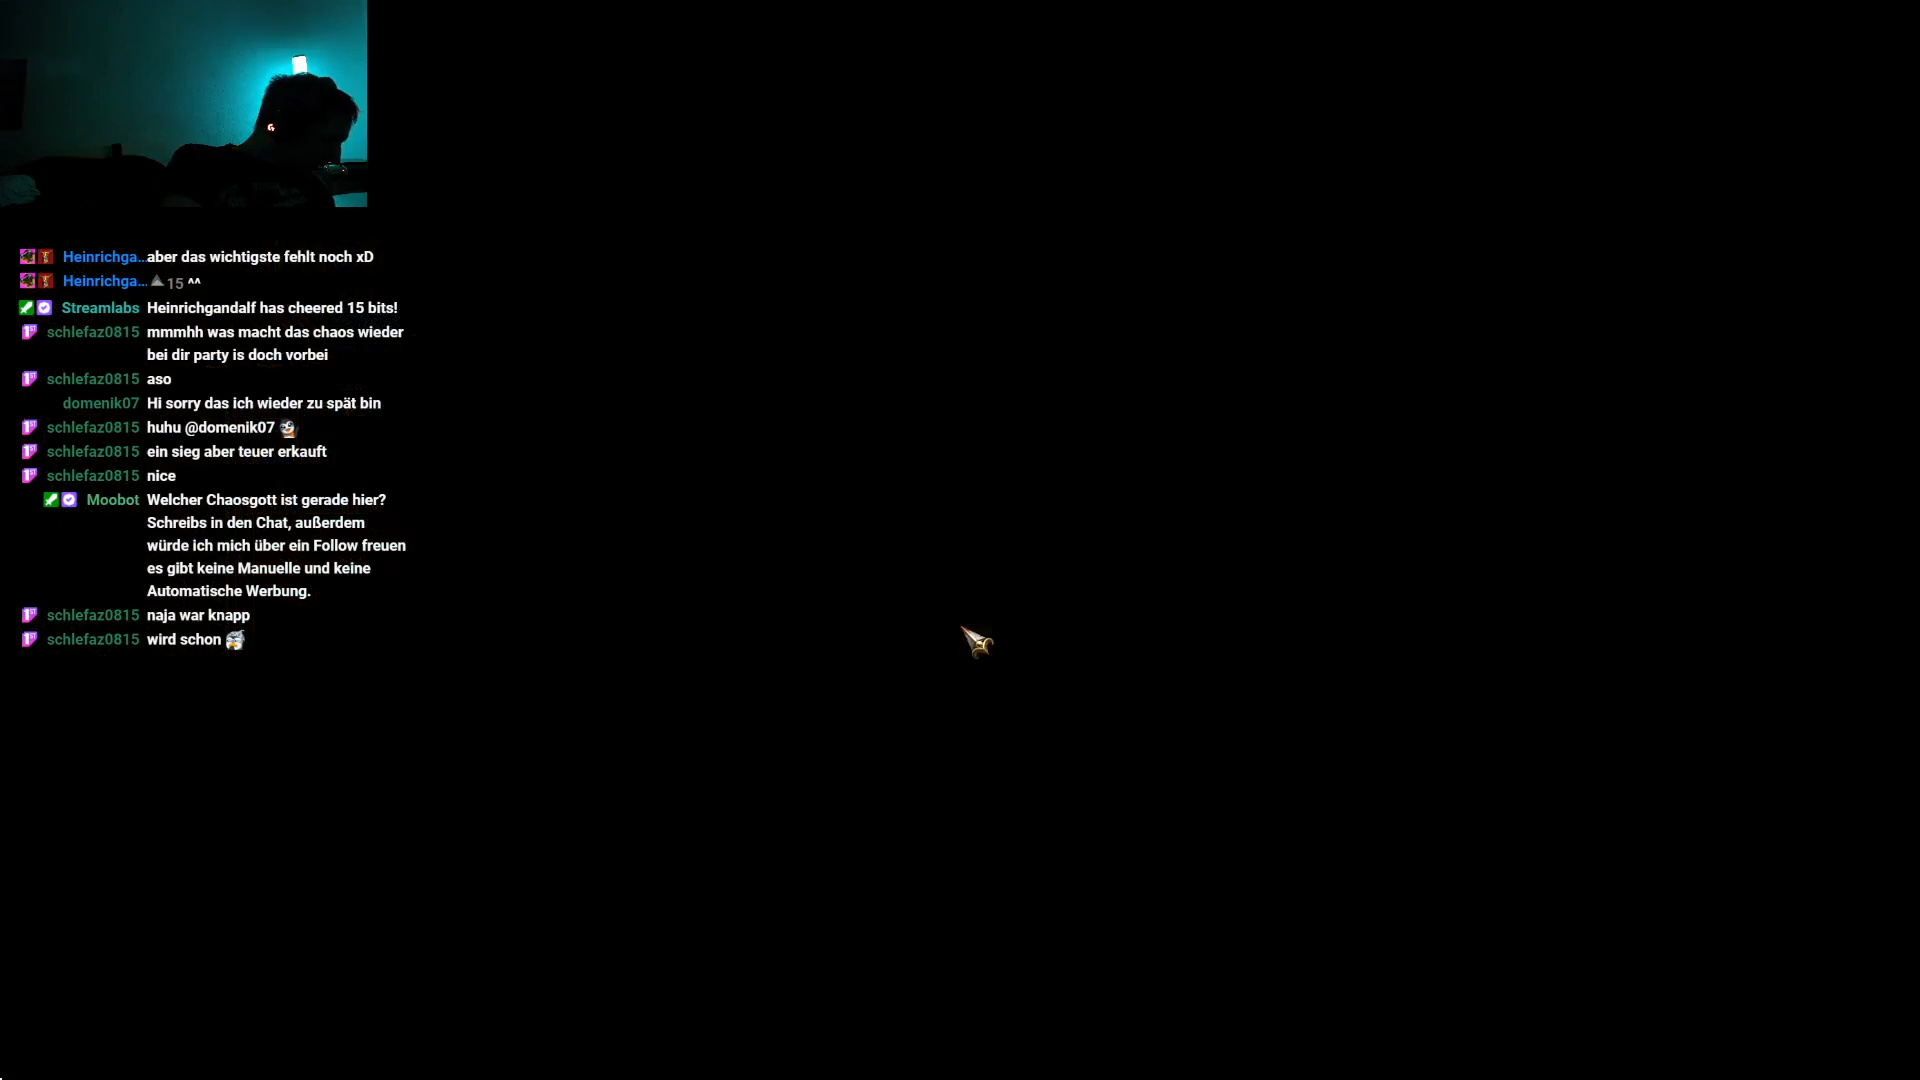 Heinrichga... aber das wichtigste fehlt noch xD
Heinrichga... 15 ^^
Streamlabs Heinrichgandalf has cheered 15 bits!
schlefaz0815 mmmhh was macht das chaos wieder
bei dir party is doch vorbei
schlefaz0815 aso
domenik07 Hi sorry das ich wieder zu spät bin
schlefaz0815 huhu @domenik07
schlefaz0815 ein sieg aber teuer erkauft
schlefaz0815 nice
Moobot Welcher Chaosgott ist gerade hier?
Schreibs in den Chat, außerdem
würde ich mich über ein Follow freuen
es gibt keine Manuelle und keine
Automatische Werbung.
schlefaz0815 naja war knapp
schlefaz0815 wird schon